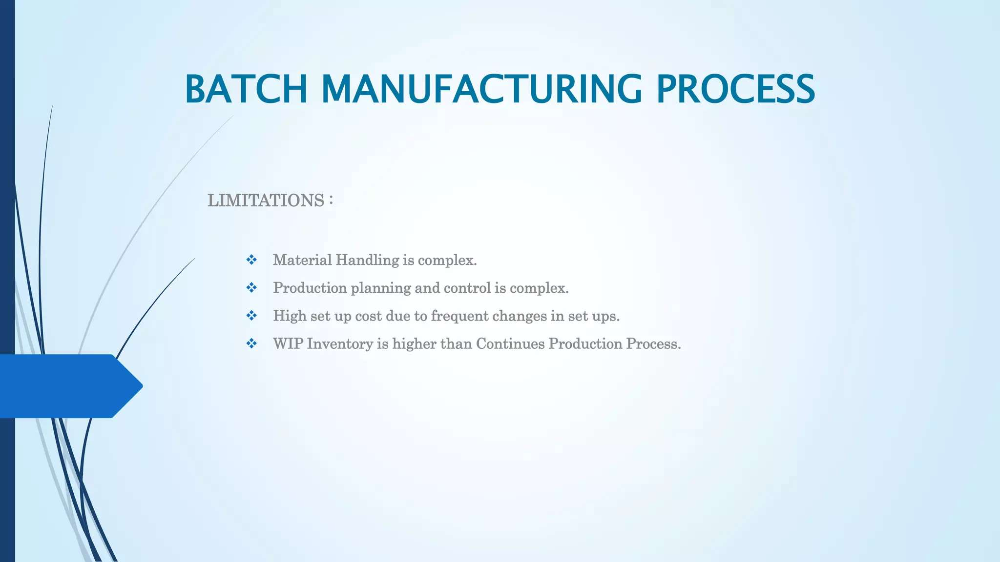 BATCH MANUFACTURING PROCESS
LIMITATIONS :
❖ Material Handling is complex.
❖ Production planning and control is complex.
❖ High set up cost due to frequent changes in set ups.
❖ WIP Inventory is higher than Continues Production Process.